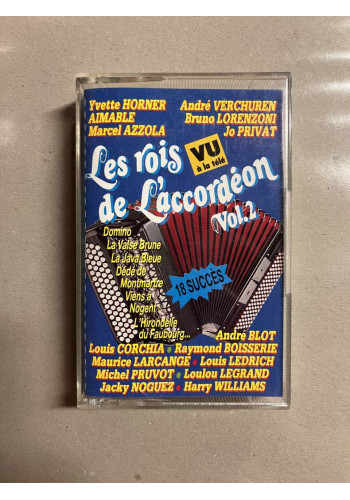 Yvette HORNER André VERCHUREN
AIMABLE Bruno LORENZONI
Marcel AZZOLA Jo PRIVAT
Les rois
VU
à la télé
de L'accordéon
Vol.2
Domino
La Valse Brune
La Java Bleue
Dédé de
Montmartre
Viens à
Nogent
L'Hirondelle
du Faubourg...
18 SUCCÈS
André BLOT
Louis CORCHIA • Raymond BOISSERIE
Maurice LARCANGE • Louis LEDRICH
Michel PRUVOT • Loulou LEGRAND
Jacky NOGUEZ • Harry WILLIAMS